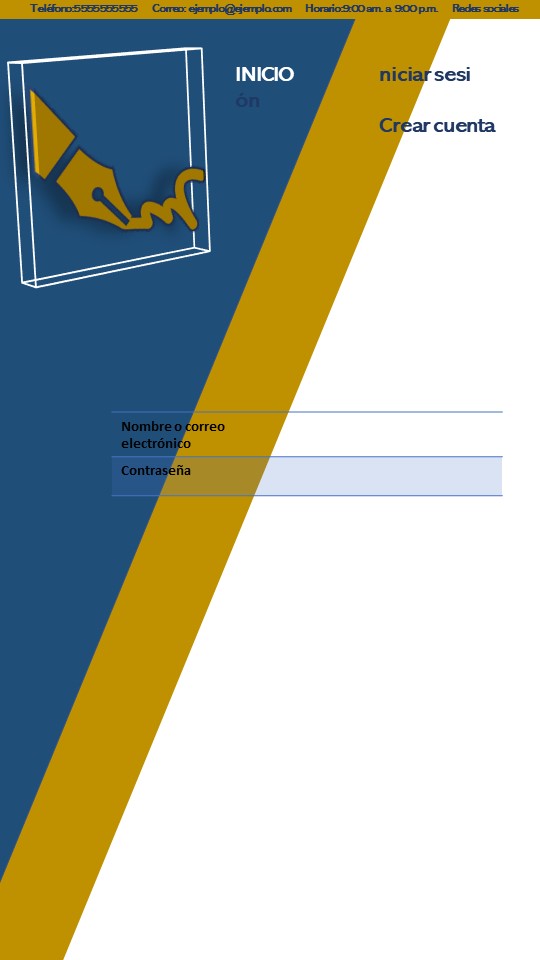 Teléfono:5555555555 Correo: ejemplo@ejemplo.com Horario:9:00 am. a 9:00 p.m. Redes sociales
INICIO niciar sesi
ón
Crear cuenta
Nombre o correo
electrónico
Contraseña